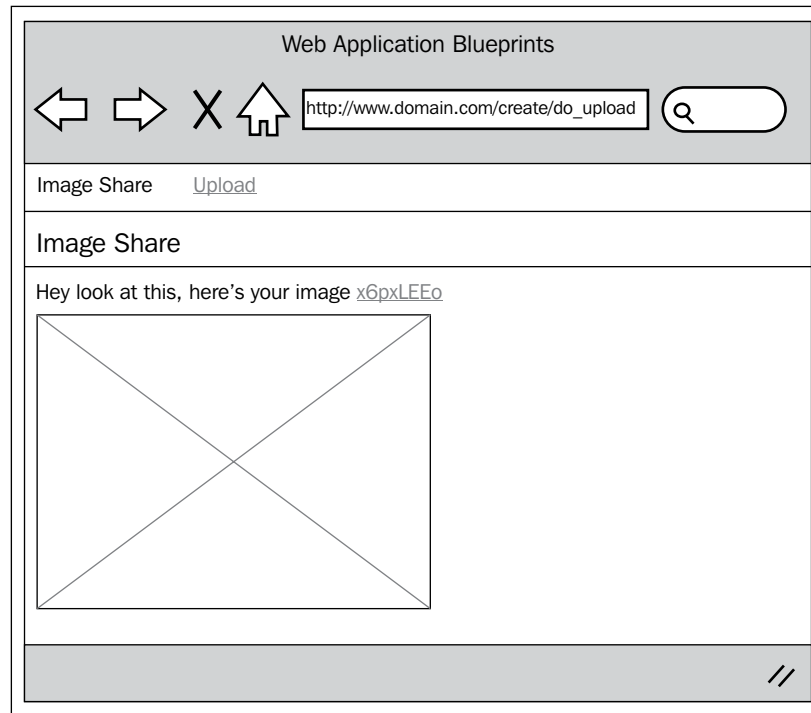 Web Application Blueprints
http://www.domain.com/create/do_upload
Image Share Upload
Image Share
Hey look at this, here's your image x6pxLEEo